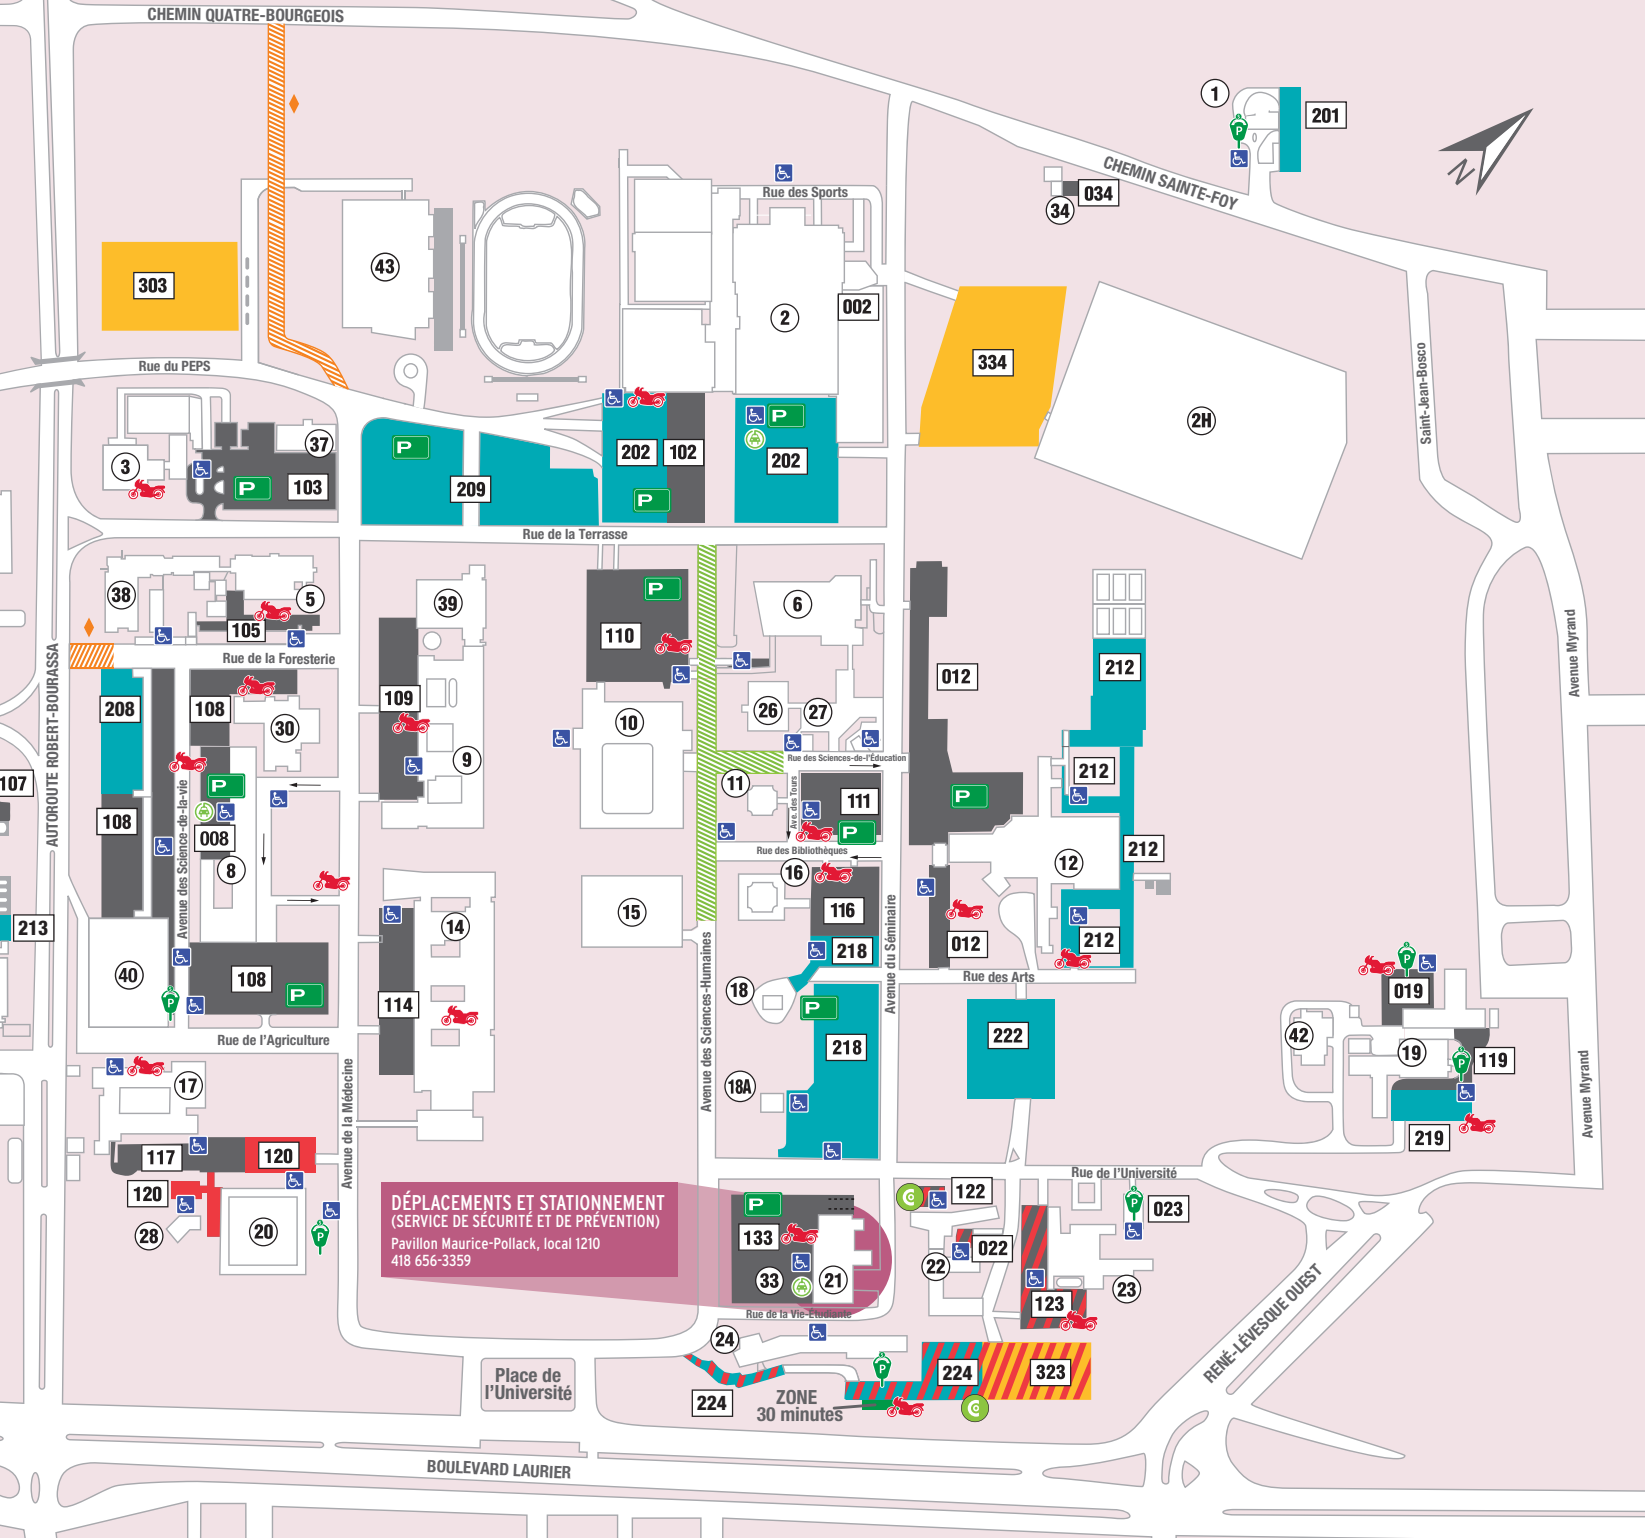 CHEMIN QUATRE-BOURGEOIS
1
201
CHEMIN SAINTE-FOY
N
034
34
Rue des Sports
43
303
2
002
334
2H
Saint-Jean-Bosco
Rue du PEPS
37
3
P
103
P
209
202
102
P
P
202
Rue de la Terrasse
38
5
105
39
P
110
6
Rue de la Foresterie
AUTOROUTE ROBERT-BOURASSA
Avenue Myrand
208
108
30
109
9
10
26
27
012
212
Rue des Sciences-de-l'Éducation
107
108
P
008
8
Avenue des Science-de-la-vie
11
Ave. des Tours
111
P
P
212
Rue des Bibliothèques
12
212
213
40
P
108
P
14
15
16
116
218
012
212
Rue des Arts
114
Avenue des Sciences-Humaines
Avenue du Séminaire
18
P
218
222
P
019
42
19
P
119
219
Avenue Myrand
Rue de l'Agriculture
17
Avenue de la Médecine
18A
117
120
120
28
20
P
Rue de l'Université
DÉPLACEMENTS ET STATIONNEMENT
(SERVICE DE SÉCURITÉ ET DE PRÉVENTION)
Pavillon Maurice-Pollack, local 1210
418 656-3359
P
133
33
21
C
122
022
22
P
023
23
123
Rue de la Vie-Étudiante
24
224
P
224
323
C
ZONE
30 minutes
Place de
l'Université
RENÉ-LÉVESQUE OUEST
BOULEVARD LAURIER